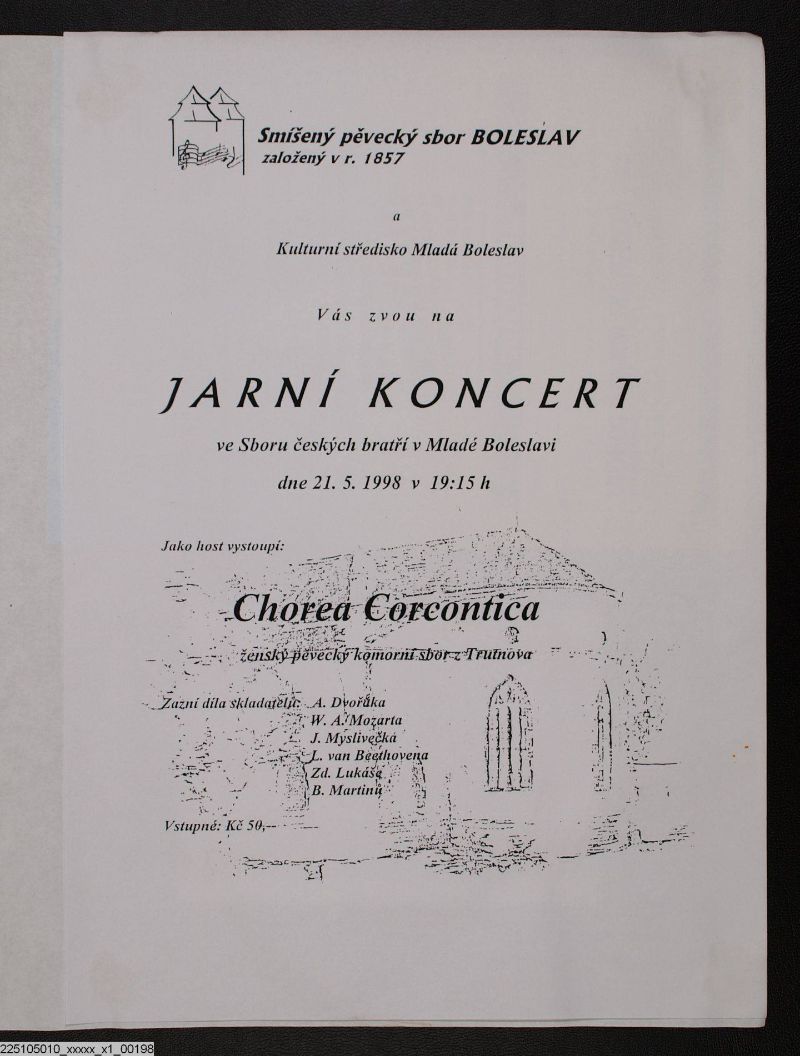 Smíšený pěvecký sbor BOLESLAV
založený v r. 1857
a
Kulturní středisko Mladá Boleslav
Vás zvou na
JARNÍ KONCERT
ve Sboru českých bratří v Mladé Boleslavi
dne 21. 5. 1998 v 19:15 h
Jako host vystoupí:
Chorea Corcontica
ženský pěvecký komorní sbor z Trutnova
Zazní díla skladatelů: A. Dvořáka
W. A. Mozarta
J. Myslivečka
L. van Beethovena
Zd. Lukáše
B. Martinů
Vstupné: Kč 50,--
225105010_xxxxx_x1_00198